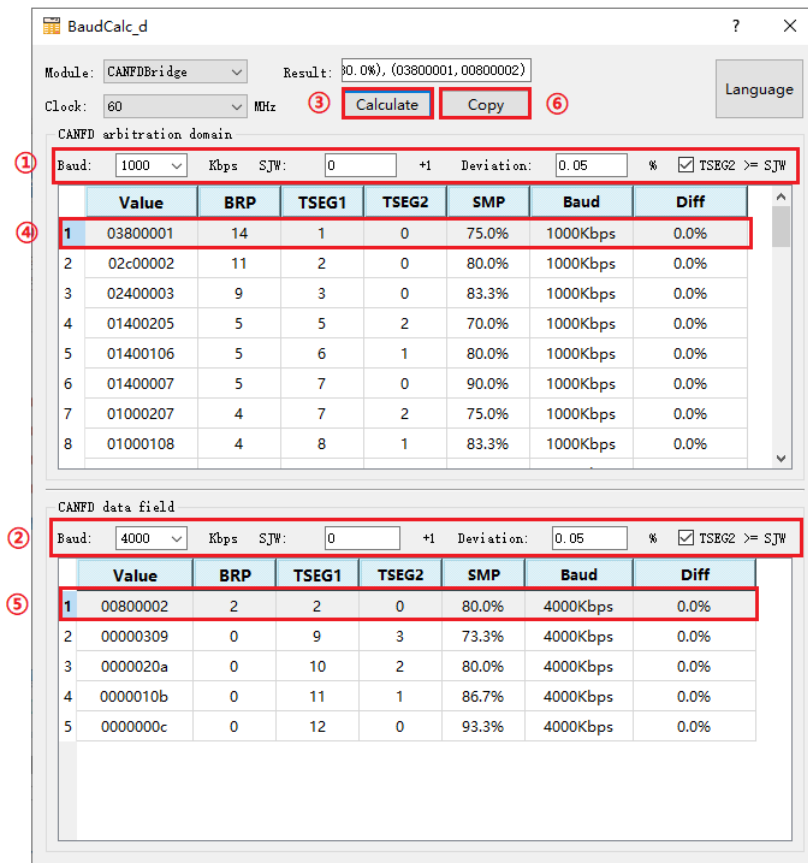 BaudCalc_d ? ×
Module: CANFDBridge Result: 30.0%), (03800001,00800002) Language
Clock: 60 MHz ③ Calculate Copy ⑥
CANFD arbitration domain
① Baud: 1000 Kbps SJW: 0 +1 Deviation: 0.05 % TSEG2 >= SJW
Value BRP TSEG1 TSEG2 SMP Baud Diff
④ 1 03800001 14 1 0 75.0% 1000Kbps 0.0%
2 02c00002 11 2 0 80.0% 1000Kbps 0.0%
3 02400003 9 3 0 83.3% 1000Kbps 0.0%
4 01400205 5 5 2 70.0% 1000Kbps 0.0%
5 01400106 5 6 1 80.0% 1000Kbps 0.0%
6 01400007 5 7 0 90.0% 1000Kbps 0.0%
7 01000207 4 7 2 75.0% 1000Kbps 0.0%
8 01000108 4 8 1 83.3% 1000Kbps 0.0%
CANFD data field
② Baud: 4000 Kbps SJW: 0 +1 Deviation: 0.05 % TSEG2 >= SJW
Value BRP TSEG1 TSEG2 SMP Baud Diff
⑤ 1 00800002 2 2 0 80.0% 4000Kbps 0.0%
2 00000309 0 9 3 73.3% 4000Kbps 0.0%
3 0000020a 0 10 2 80.0% 4000Kbps 0.0%
4 0000010b 0 11 1 86.7% 4000Kbps 0.0%
5 0000000c 0 12 0 93.3% 4000Kbps 0.0%